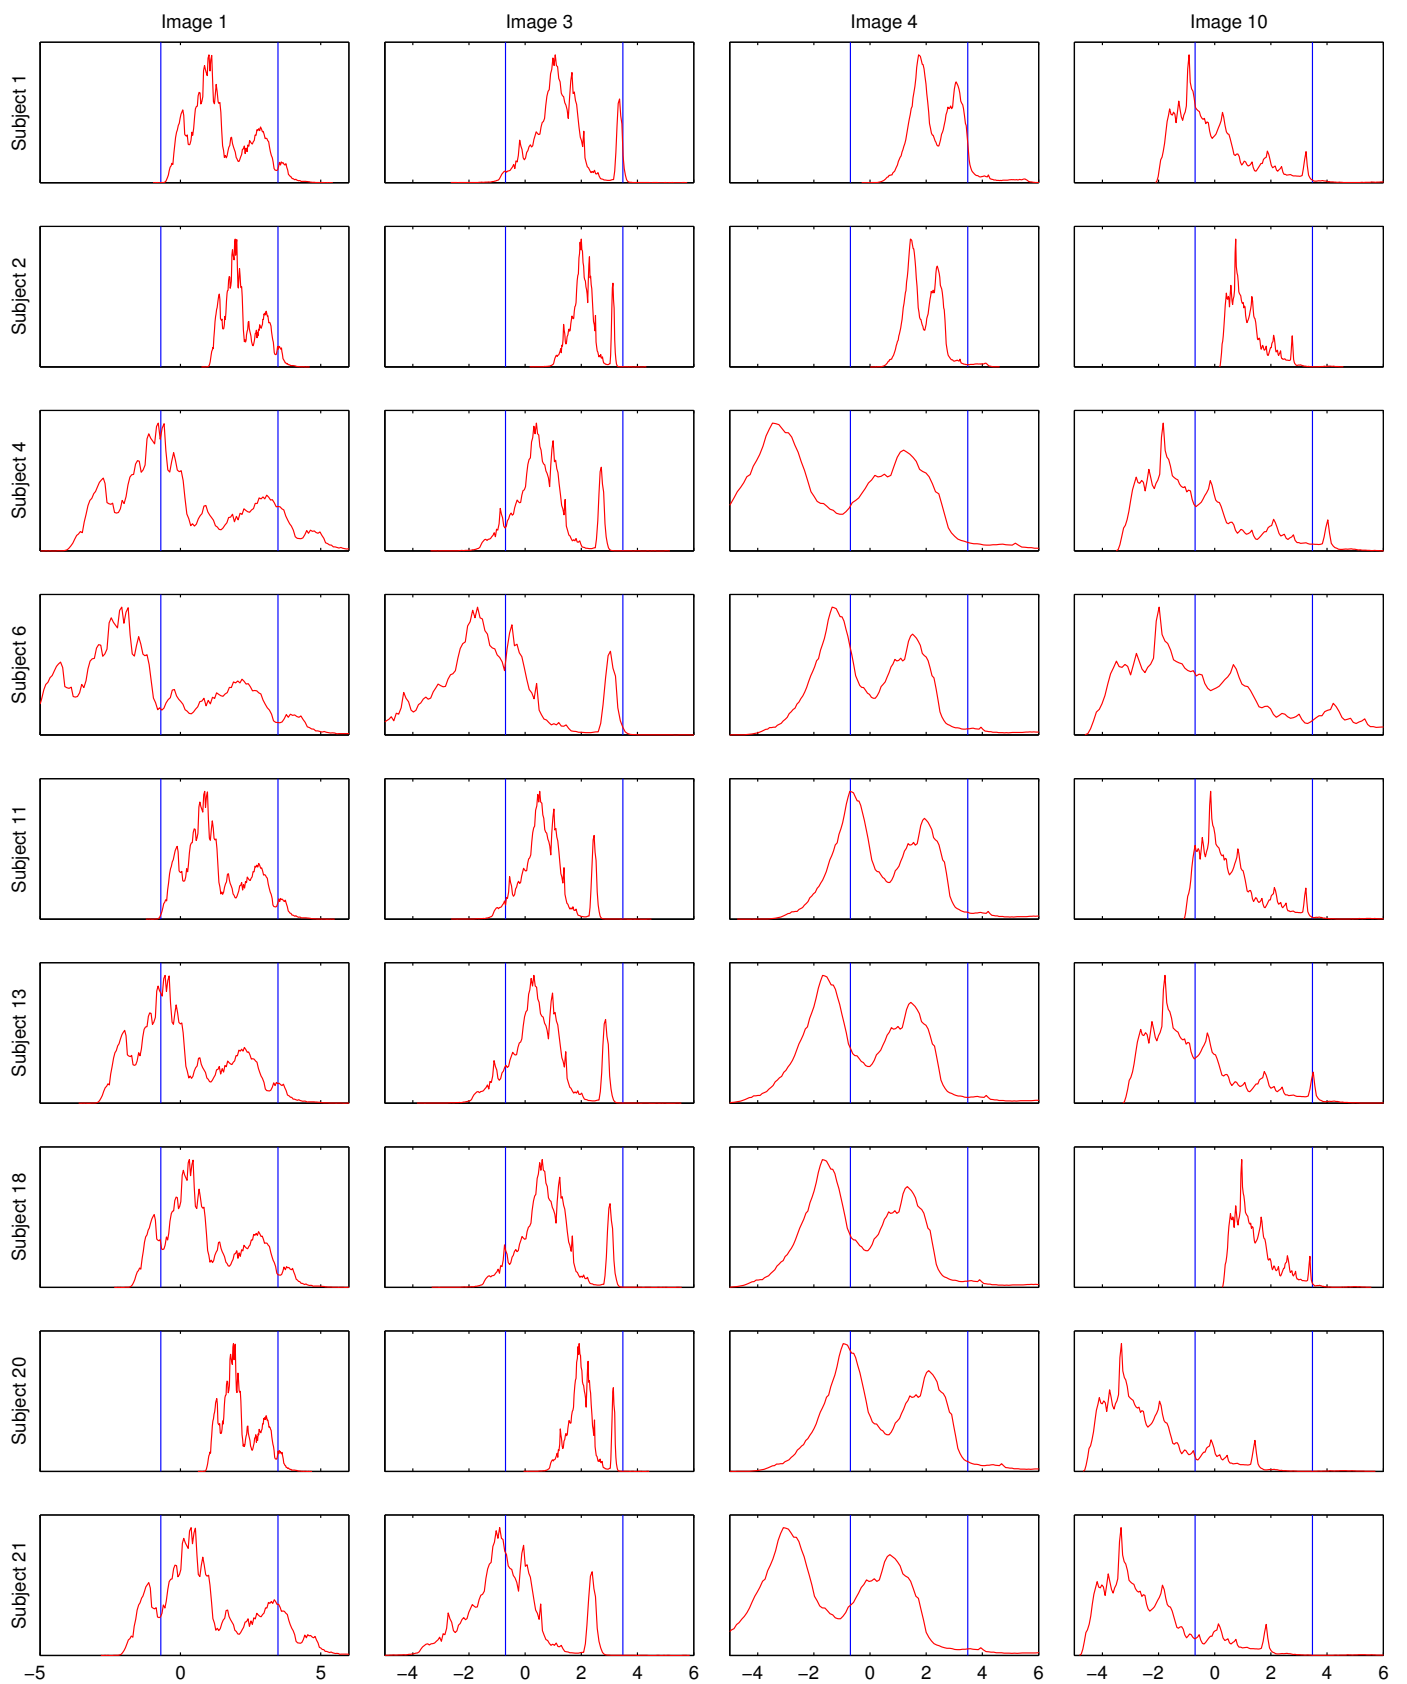 Image 1 Image 3 Image 4 Image 10
Subject 1
Subject 2
Subject 4
Subject 6
Subject 11
Subject 13
Subject 18
Subject 20
Subject 21
−5 0 5 −4 −2 0 2 4 6 −4 −2 0 2 4 6 −4 −2 0 2 4 6